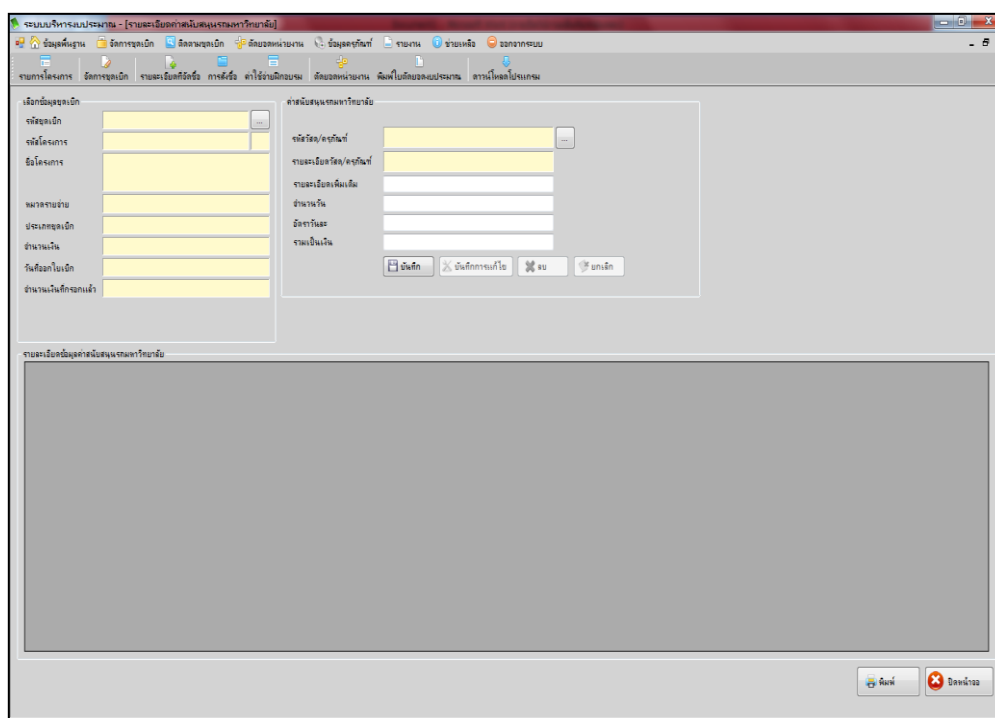 ระบบบริหารงบประมาณ - [รายละเอียดค่าสนับสนุนรถมหาวิทยาลัย]
ข้อมูลพื้นฐาน จัดการชุดเบิก ติดตามชุดเบิก ตัดยอดหน่วยงาน ข้อมูลครุภัณฑ์ รายงาน ช่วยเหลือ ออกจากระบบ
รายการโครงการ จัดการชุดเบิก รายละเอียดที่จัดซื้อ การสั่งซื้อ ค่าใช้จ่ายฝึกอบรม ตัดยอดหน่วยงาน พิมพ์ใบตัดยอดงบประมาณ ดาวน์โหลดโปรแกรม
เลือกข้อมูลชุดเบิก
รหัสชุดเบิก ...
รหัสโครงการ
ชื่อโครงการ
หมวดรายจ่าย
ประเภทชุดเบิก
จำนวนเงิน
วันที่ออกใบเบิก
จำนวนเงินที่กรอกแล้ว
ค่าสนับสนุนรถมหาวิทยาลัย
รหัสวัสดุ/ครุภัณฑ์ ...
รายละเอียดวัสดุ/ครุภัณฑ์
รายละเอียดเพิ่มเติม
จำนวนวัน
อัตราวันละ
รวมเป็นเงิน
บันทึก บันทึกการแก้ไข ลบ ยกเลิก
รายละเอียดข้อมูลค่าสนับสนุนรถมหาวิทยาลัย
พิมพ์ ปิดหน้าจอ